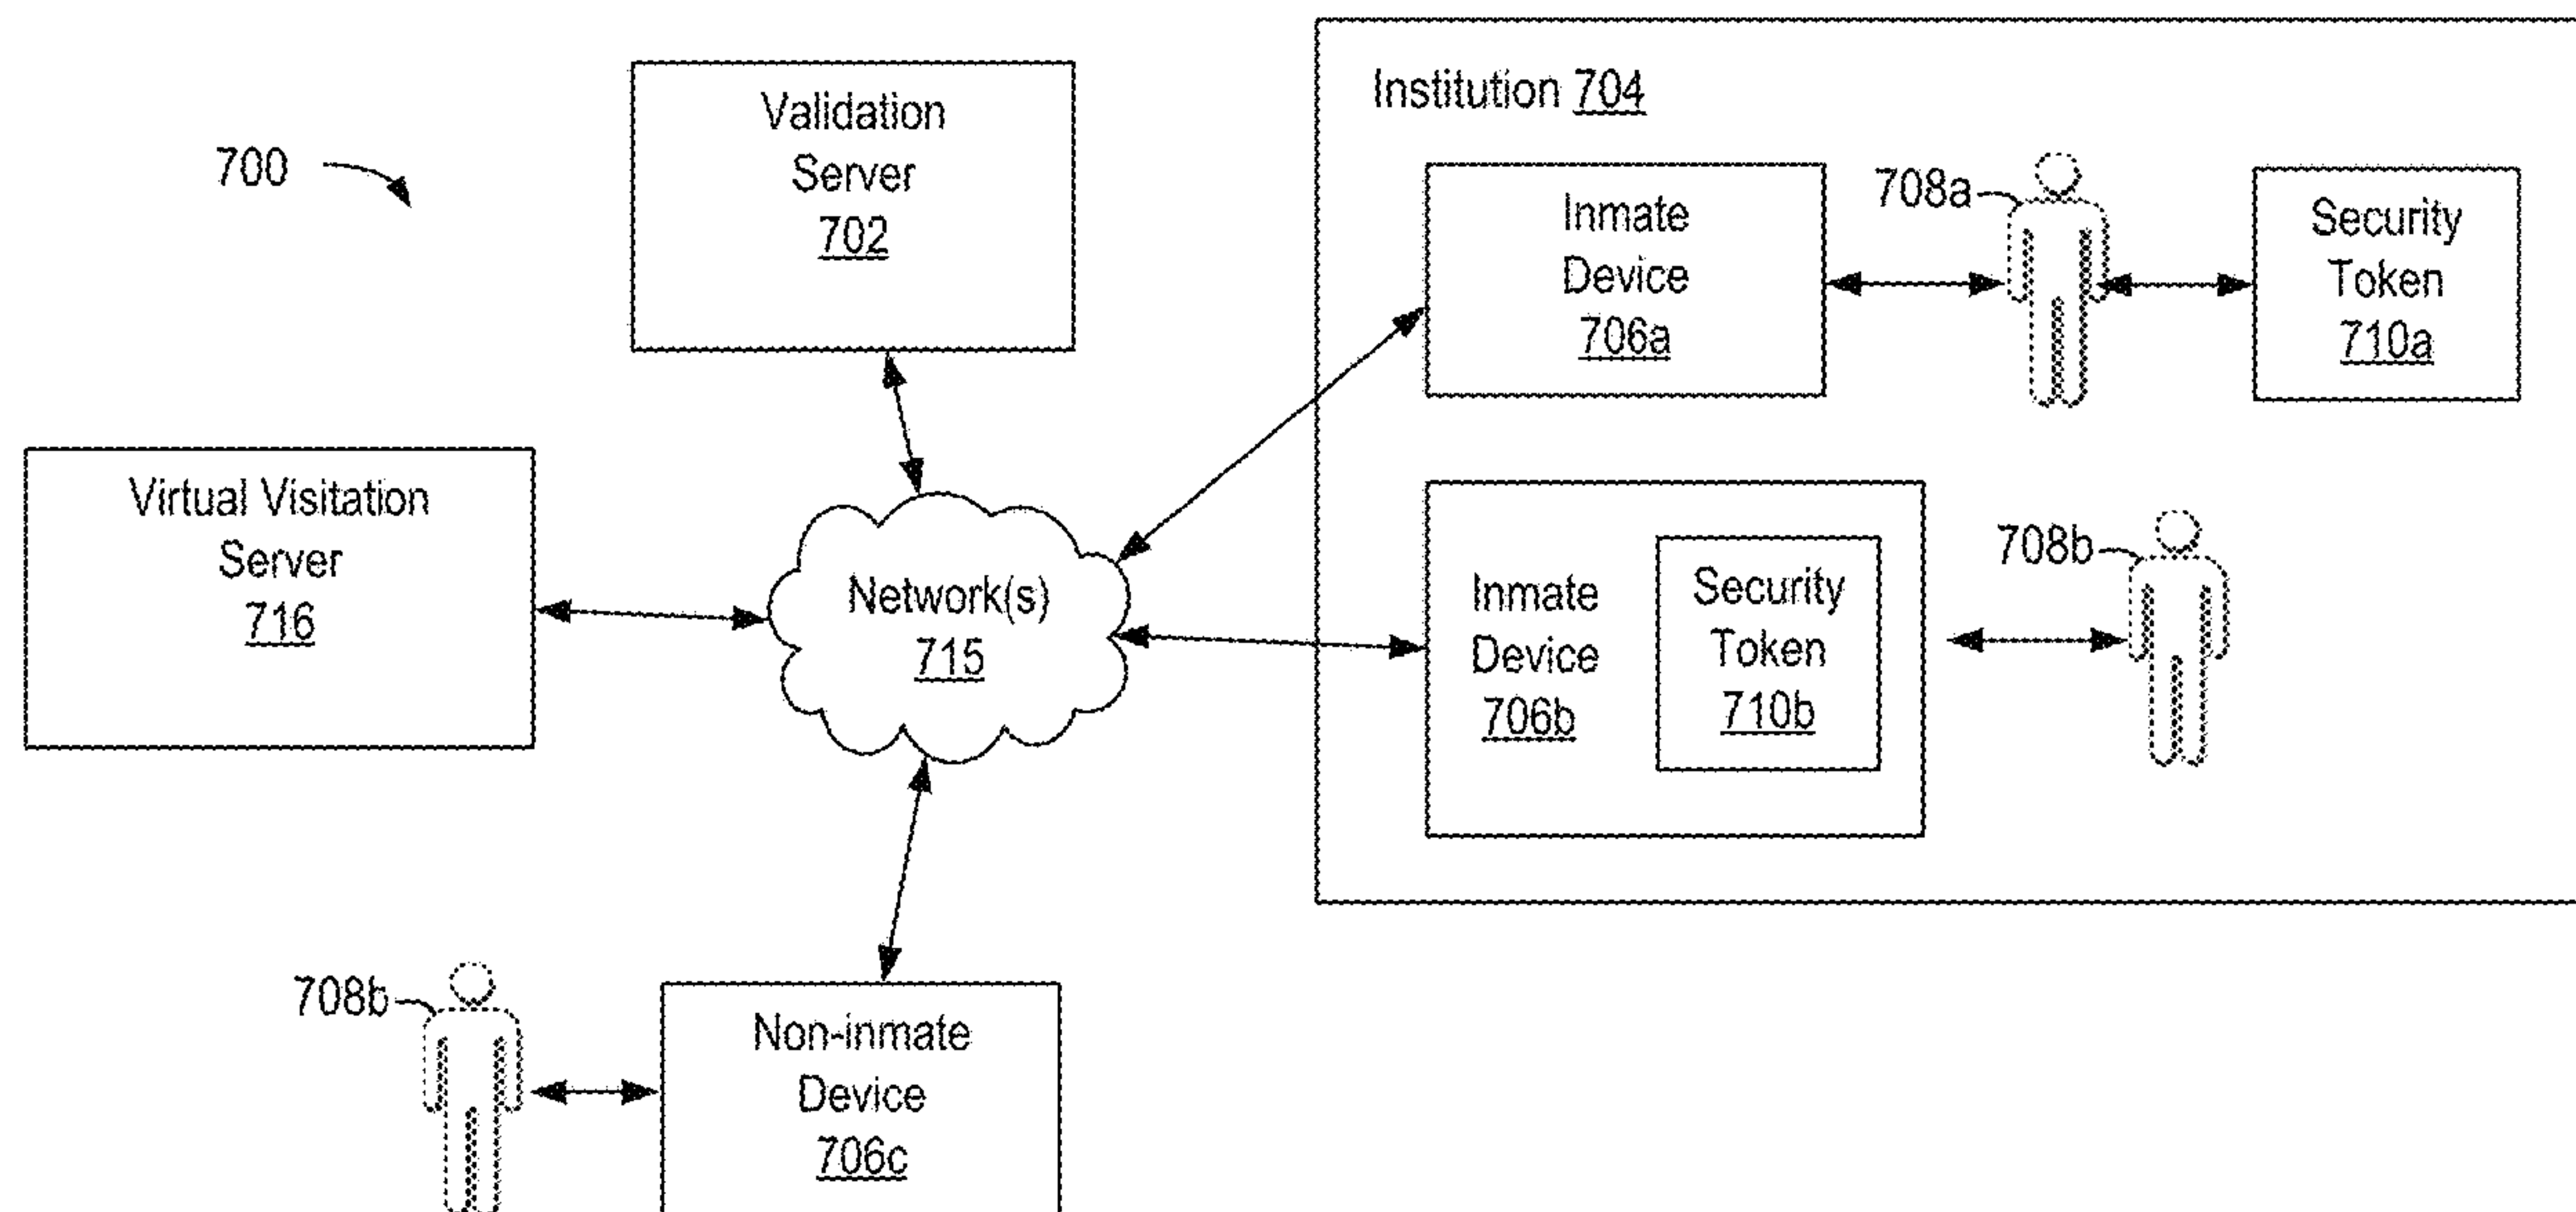 700
Validation
Server
702
Institution 704
Inmate
Device
706a
708a
Security
Token
710a
Virtual Visitation
Server
716
Network(s)
715
Inmate
Device
706b
Security
Token
710b
708b
708b
Non-inmate
Device
706c